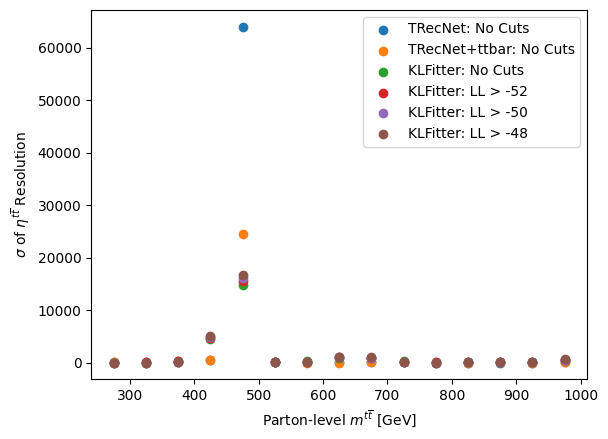 TRecNet: No Cuts
TRecNet+ttbar: No Cuts
KLFitter: No Cuts
KLFitter: LL > -52
KLFitter: LL > -50
KLFitter: LL > -48
60000
50000
40000
30000
20000
10000
0
σ of η^{tt̅} Resolution
300 400 500 600 700 800 900 1000
Parton-level m^{tt̅} [GeV]